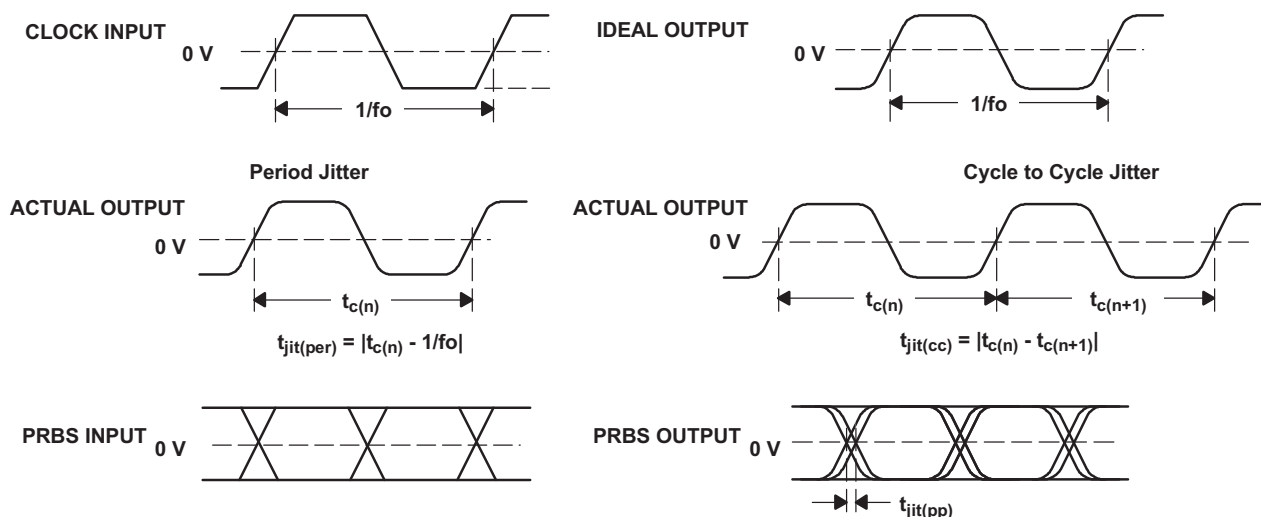 CLOCK INPUT
0 V
1/fo
IDEAL OUTPUT
0 V
1/fo
Period Jitter
ACTUAL OUTPUT
0 V
tc(n)
tjit(per) = |tc(n) - 1/fo|
Cycle to Cycle Jitter
ACTUAL OUTPUT
0 V
tc(n)
tc(n+1)
tjit(cc) = |tc(n) - tc(n+1)|
PRBS INPUT
0 V
PRBS OUTPUT
0 V
tjit(pp)